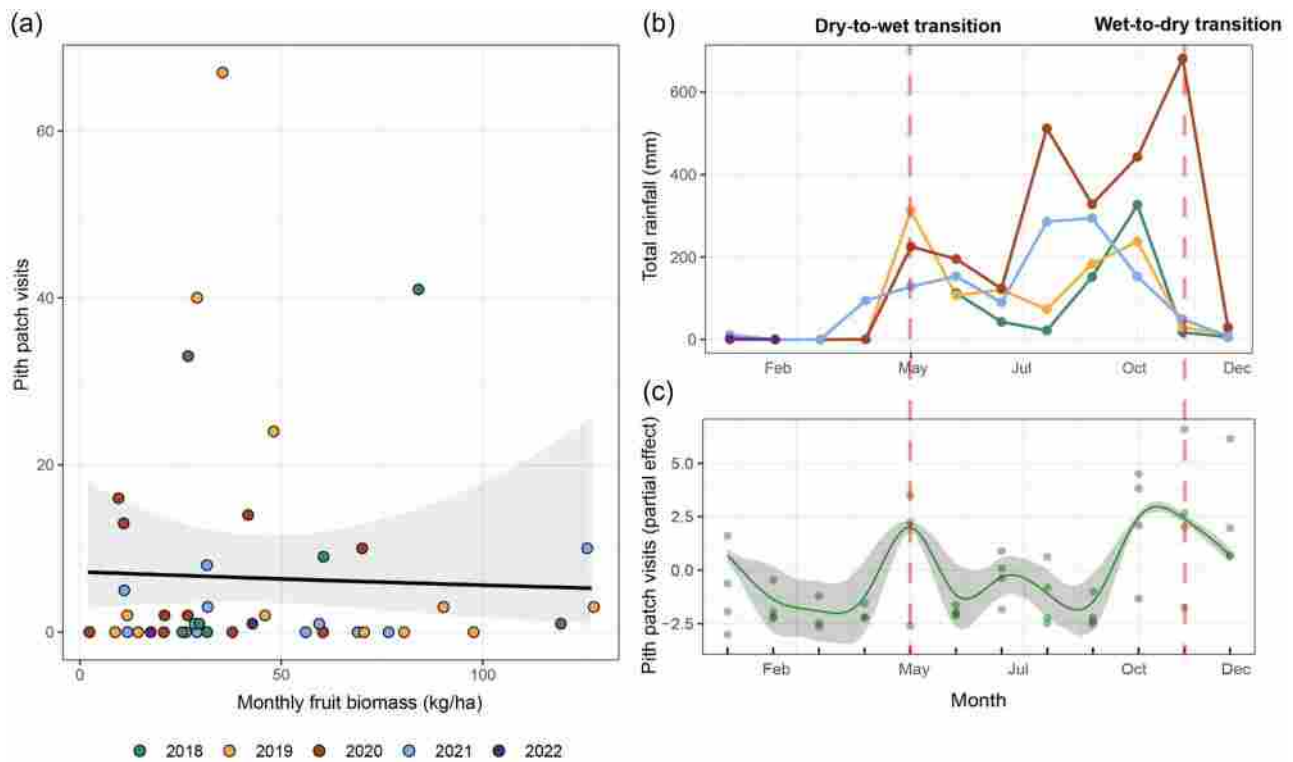 (a)
Pith patch visits
60
40
20
0
0
50
100
Monthly fruit biomass (kg/ha)
2018
2019
2020
2021
2022
(b)
Dry-to-wet transition
Wet-to-dry transition
Total rainfall (mm)
600
400
200
0
Feb
May
Jul
Oct
Dec
(c)
Pith patch visits (partial effect)
5.0
2.5
0.0
−2.5
Feb
May
Jul
Oct
Dec
Month